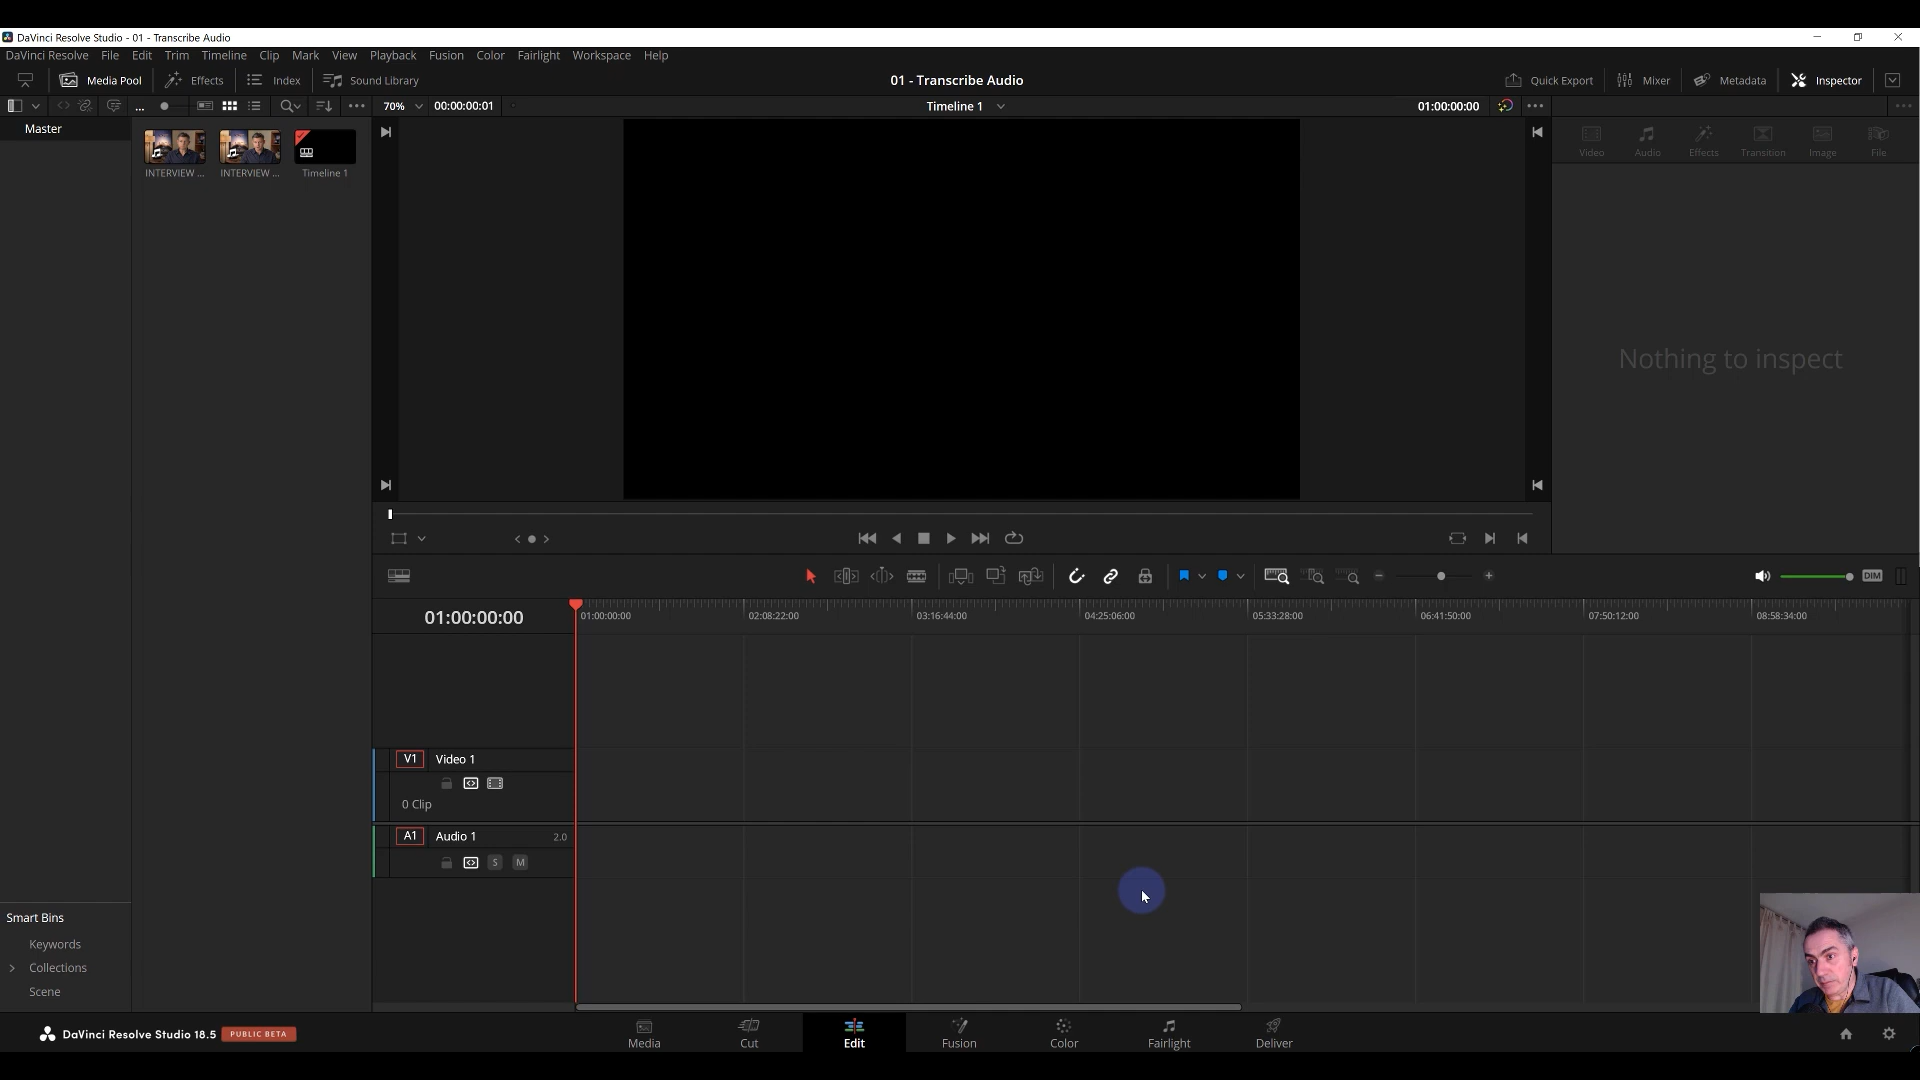 DaVinci Resolve Studio - 01 - Transcribe Audio
DaVinci Resolve File Edit Trim Timeline Clip Mark View Playback Fusion Color Fairlight Workspace Help
Media Pool Effects Index Sound Library 01 - Transcribe Audio Quick Export Mixer Metadata Inspector
70% 00:00:00:01 Timeline 1 01:00:00:00
Master
INTERVIEW ... INTERVIEW ... Timeline 1
Video Audio Effects Transition Image File
Nothing to inspect
DIM
01:00:00:00
01:00:00:00 02:08:22:00 03:16:44:00 04:25:06:00 05:33:28:00 06:41:50:00 07:50:12:00 08:58:34:00
V1 Video 1
0 Clip
A1 Audio 1 2.0
S M
Smart Bins
Keywords
Collections
Scene
DaVinci Resolve Studio 18.5 PUBLIC BETA
Media Cut Edit Fusion Color Fairlight Deliver